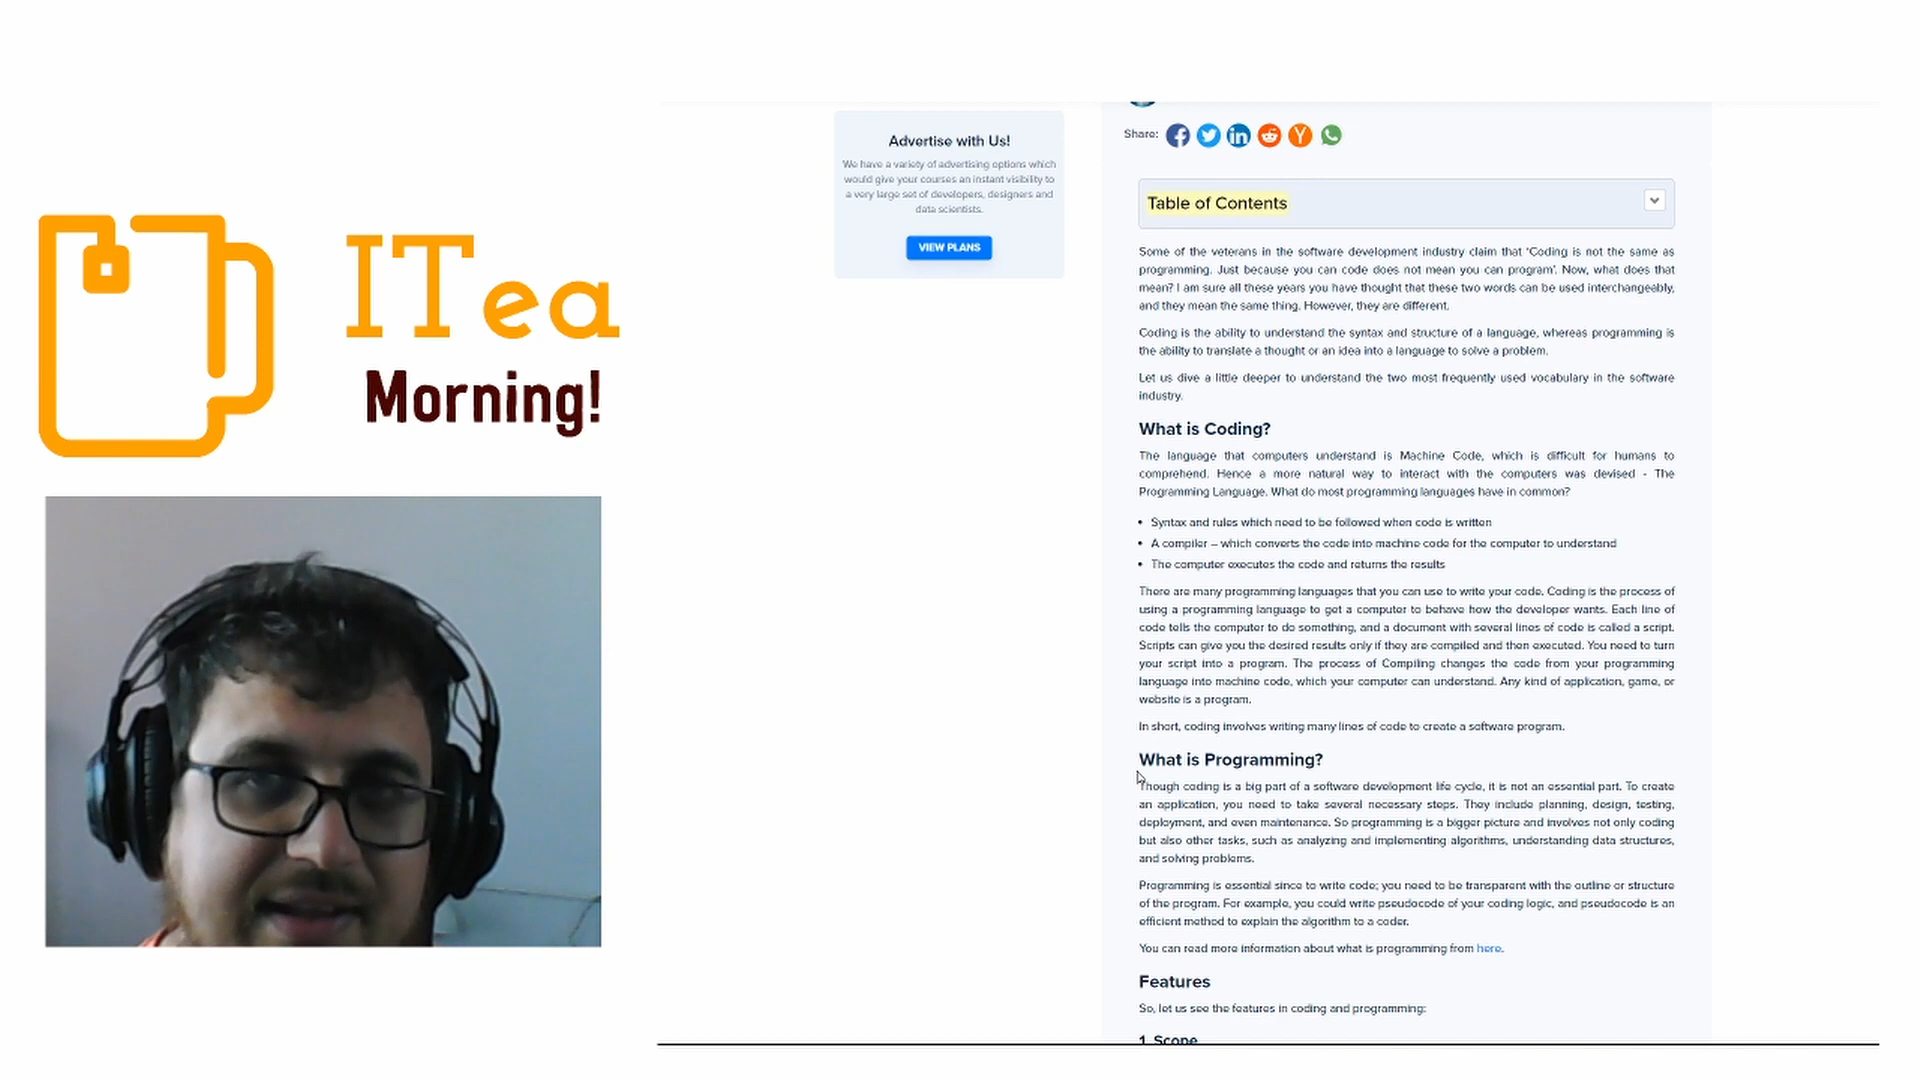 ITea
Morning!
Advertise with Us!
We have a variety of advertising options which
would give your courses an instant visibility to
a very large set of developers, designers and
data scientists.
VIEW PLANS
Share:
Table of Contents
Some of the veterans in the software development industry claim that 'Coding is not the same as
programming. Just because you can code does not mean you can program'. Now, what does that
mean? I am sure all these years you have thought that these two words can be used interchangeably,
and they mean the same thing. However, they are different.
Coding is the ability to understand the syntax and structure of a language, whereas programming is
the ability to translate a thought or an idea into a language to solve a problem.
Let us dive a little deeper to understand the two most frequently used vocabulary in the software
industry.
What is Coding?
The language that computers understand is Machine Code, which is difficult for humans to
comprehend. Hence a more natural way to interact with the computers was devised - The
Programming Language. What do most programming languages have in common?
• Syntax and rules which need to be followed when code is written
• A compiler – which converts the code into machine code for the computer to understand
• The computer executes the code and returns the results
There are many programming languages that you can use to write your code. Coding is the process of
using a programming language to get a computer to behave how the developer wants. Each line of
code tells the computer to do something, and a document with several lines of code is called a script.
Scripts can give you the desired results only if they are compiled and then executed. You need to turn
your script into a program. The process of Compiling changes the code from your programming
language into machine code, which your computer can understand. Any kind of application, game, or
website is a program.
In short, coding involves writing many lines of code to create a software program.
What is Programming?
Though coding is a big part of a software development life cycle, it is not an essential part. To create
an application, you need to take several necessary steps. They include planning, design, testing,
deployment, and even maintenance. So programming is a bigger picture and involves not only coding
but also other tasks, such as analyzing and implementing algorithms, understanding data structures,
and solving problems.
Programming is essential since to write code; you need to be transparent with the outline or structure
of the program. For example, you could write pseudocode of your coding logic, and pseudocode is an
efficient method to explain the algorithm to a coder.
You can read more information about what is programming from here.
Features
So, let us see the features in coding and programming:
1. Scope